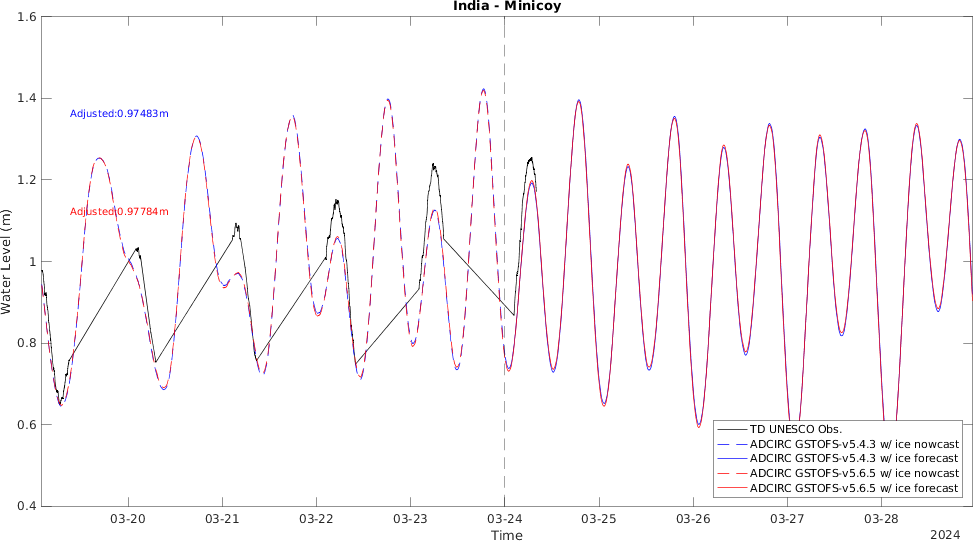 India - Minicoy
1.6
1.4
1.2
1
0.8
0.6
0.4
Water Level (m)
Adjusted:0.97483m
Adjusted:0.97784m
TD UNESCO Obs.
ADCIRC GSTOFS-v5.4.3 w/ ice nowcast
ADCIRC GSTOFS-v5.4.3 w/ ice forecast
ADCIRC GSTOFS-v5.6.5 w/ ice nowcast
ADCIRC GSTOFS-v5.6.5 w/ ice forecast
03-20 03-21 03-22 03-23 03-24 03-25 03-26 03-27 03-28
Time
2024